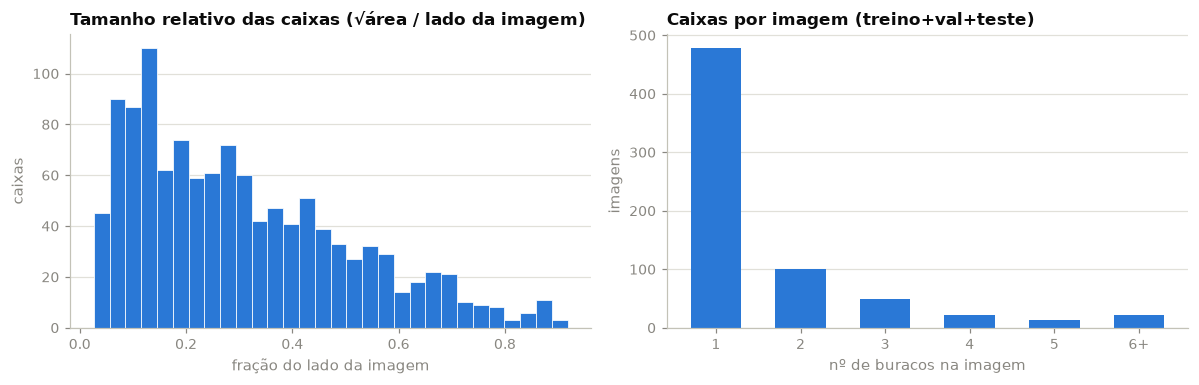 Tamanho relativo das caixas (√área / lado da imagem)
100
80
60
40
20
0
caixas
0.0 0.2 0.4 0.6 0.8
fração do lado da imagem
Caixas por imagem (treino+val+teste)
500
400
300
200
100
0
imagens
1 2 3 4 5 6+
nº de buracos na imagem